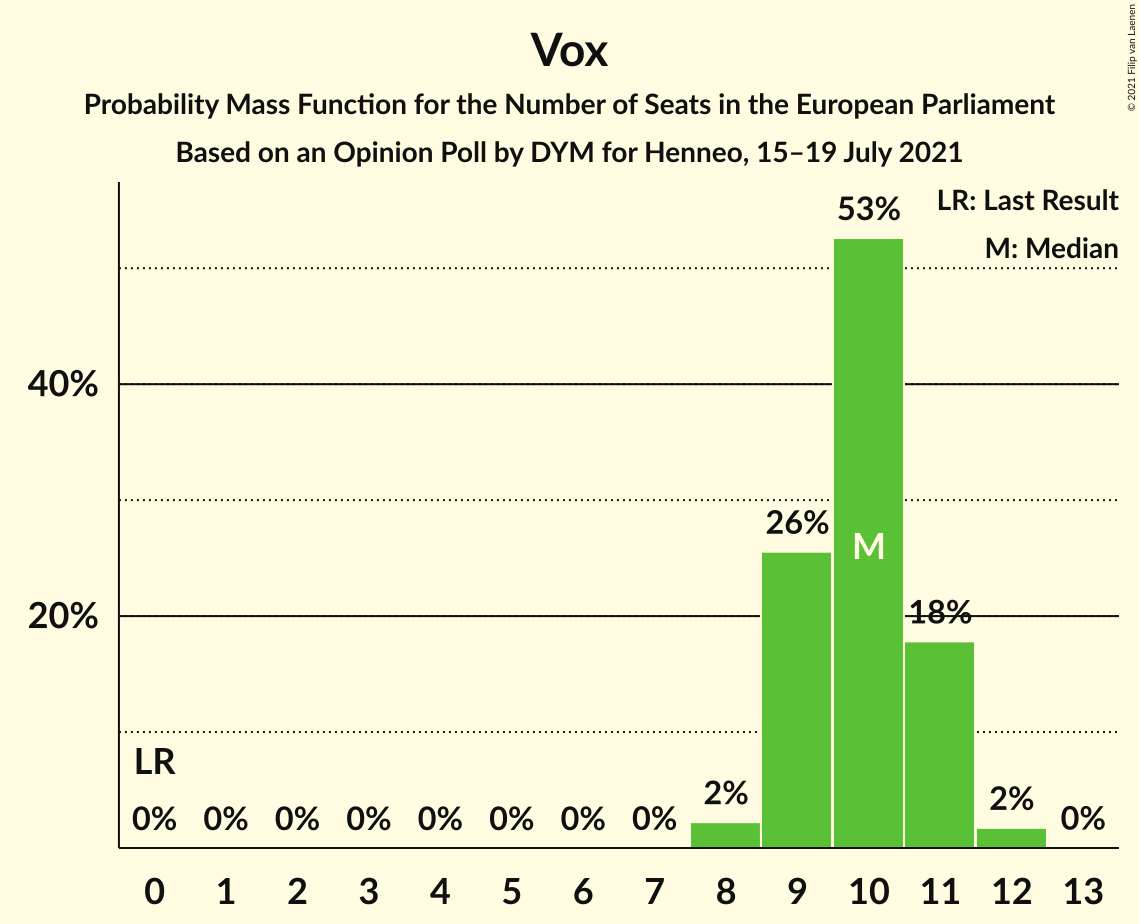 Vox
Probability Mass Function for the Number of Seats in the European Parliament
Based on an Opinion Poll by DYM for Henneo, 15–19 July 2021
© 2021 Filip van Laenen
LR: Last Result
M: Median
53%
40%
26%
M
20%
18%
LR
0% 0% 0% 0% 0% 0% 0% 0% 2% 2% 0%
0 1 2 3 4 5 6 7 8 9 10 11 12 13